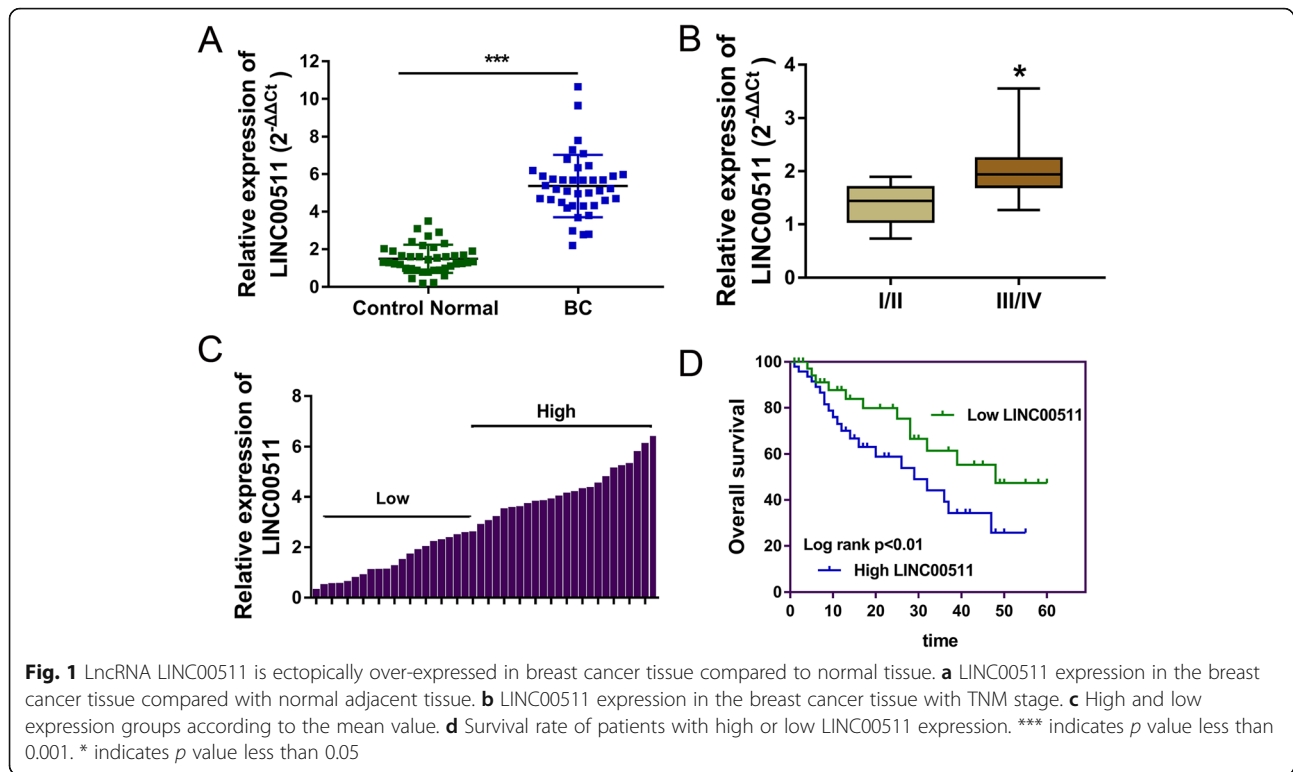 A
Relative expression of
LINC00511 (2-ΔΔCt)
12
10
8
6
4
2
0
***
Control Normal
BC
B
Relative expression of
LINC00511 (2-ΔΔCt)
4
3
2
1
0
*
I/II
III/IV
C
Relative expression of
LINC00511
8
6
4
2
0
Low
High
D
Overall survival
100
80
60
40
20
0
Low LINC00511
Log rank p<0.01
High LINC00511
0 10 20 30 40 50 60
time
Fig. 1 LncRNA LINC00511 is ectopically over-expressed in breast cancer tissue compared to normal tissue. a LINC00511 expression in the breast
cancer tissue compared with normal adjacent tissue. b LINC00511 expression in the breast cancer tissue with TNM stage. c High and low
expression groups according to the mean value. d Survival rate of patients with high or low LINC00511 expression. *** indicates p value less than
0.001. * indicates p value less than 0.05